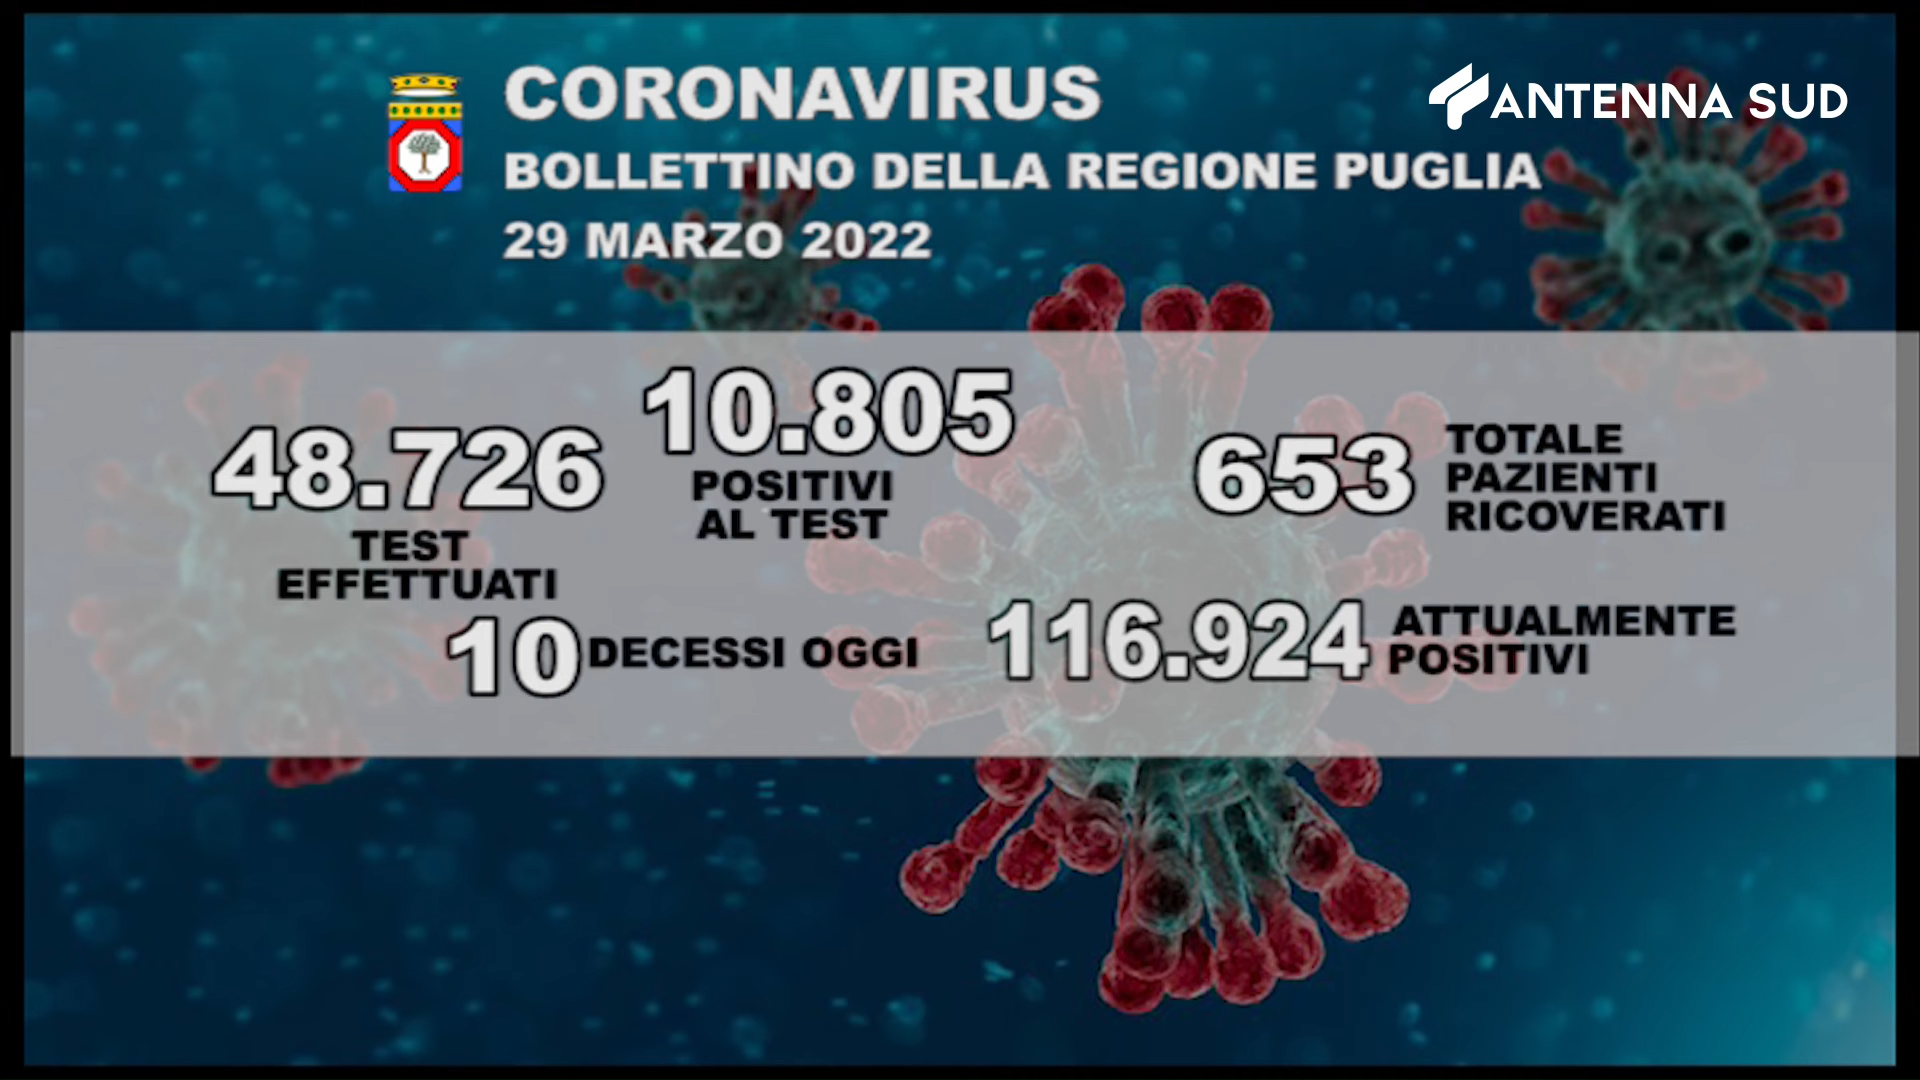 CORONAVIRUS
ANTENNA SUD
BOLLETTINO DELLA REGIONE PUGLIA
29 MARZO 2022
48.726
TEST
EFFETTUATI
10.805
POSITIVI
AL TEST
653
TOTALE
PAZIENTI
RICOVERATI
10
DECESSI OGGI
116.924
ATTUALMENTE
POSITIVI